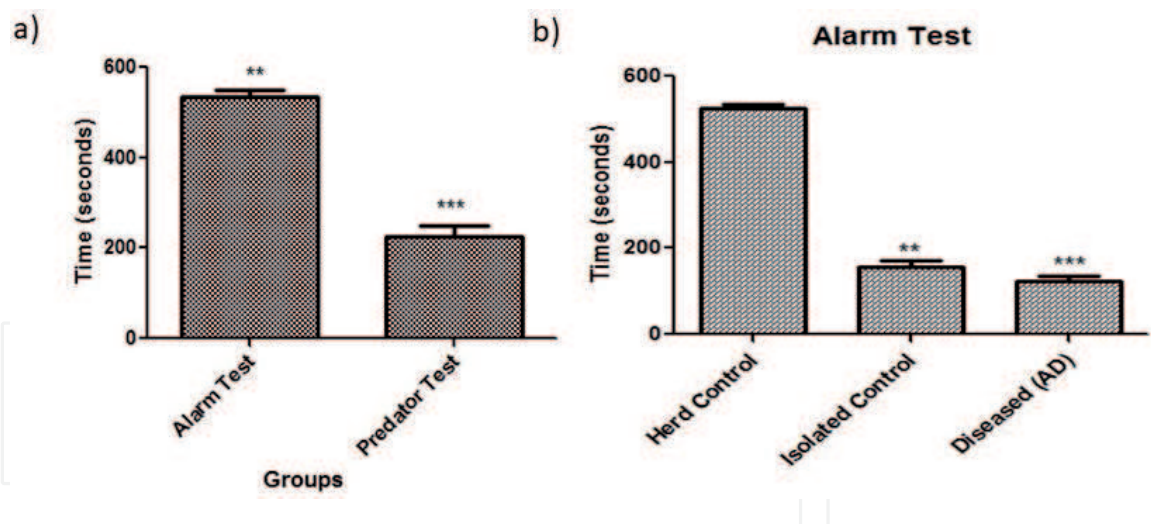 a)
600
400
200
0
Time (seconds)
**
***
Alarm Test
Predator Test
Groups
b)
Alarm Test
600
400
200
0
Time (seconds)
**
***
Herd Control
Isolated Control
Diseased (AD)